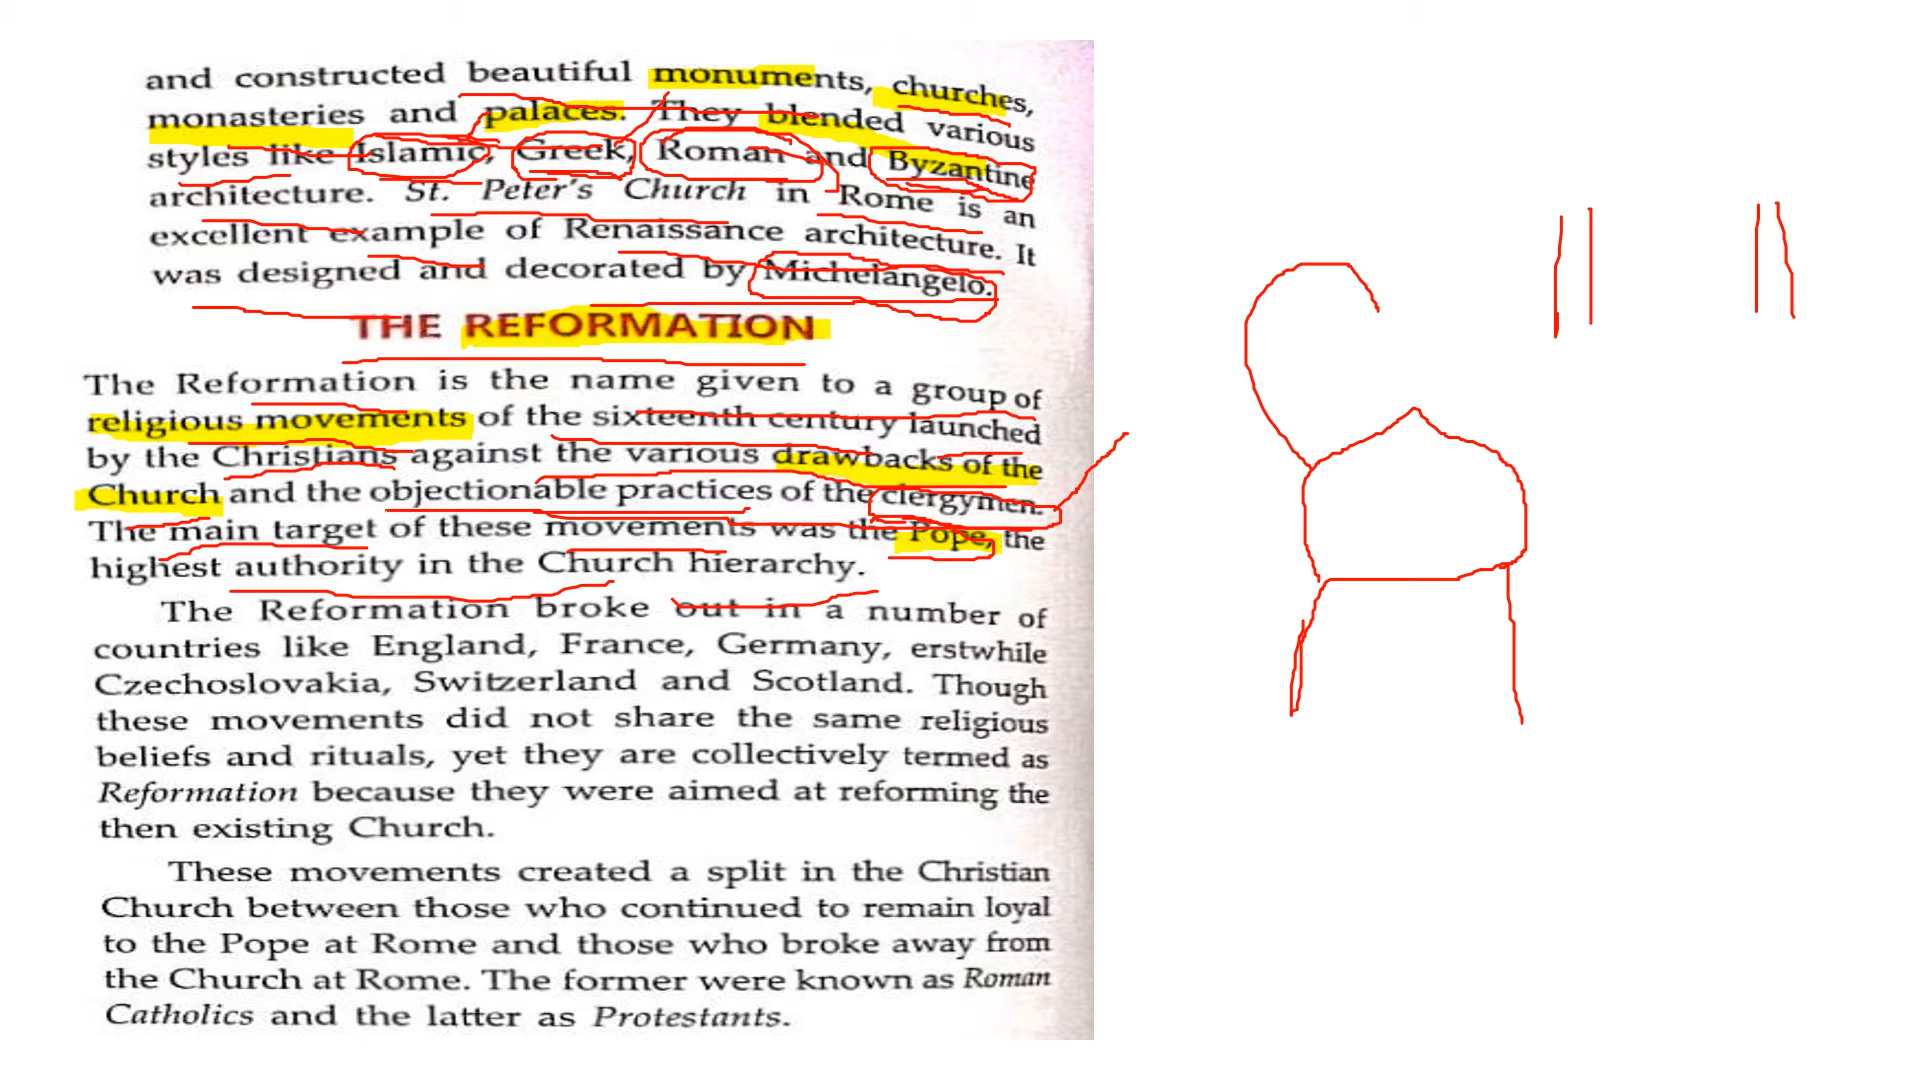 and constructed beautiful monuments, churches,
monasteries and palaces. They blended various
styles like Islamic, Greek, Roman and Byzantine
architecture. St. Peter's Church in Rome is an
excellent example of Renaissance architecture. It
was designed and decorated by Michelangelo.
THE REFORMATION
The Reformation is the name given to a group of
religious movements of the sixteenth century launched
by the Christians against the various drawbacks of the
Church and the objectionable practices of the clergymen.
The main target of these movements was the Pope, the
highest authority in the Church hierarchy.
The Reformation broke out in a number of
countries like England, France, Germany, erstwhile
Czechoslovakia, Switzerland and Scotland. Though
these movements did not share the same religious
beliefs and rituals, yet they are collectively termed as
Reformation because they were aimed at reforming the
then existing Church.
These movements created a split in the Christian
Church between those who continued to remain loyal
to the Pope at Rome and those who broke away from
the Church at Rome. The former were known as Roman
Catholics and the latter as Protestants.